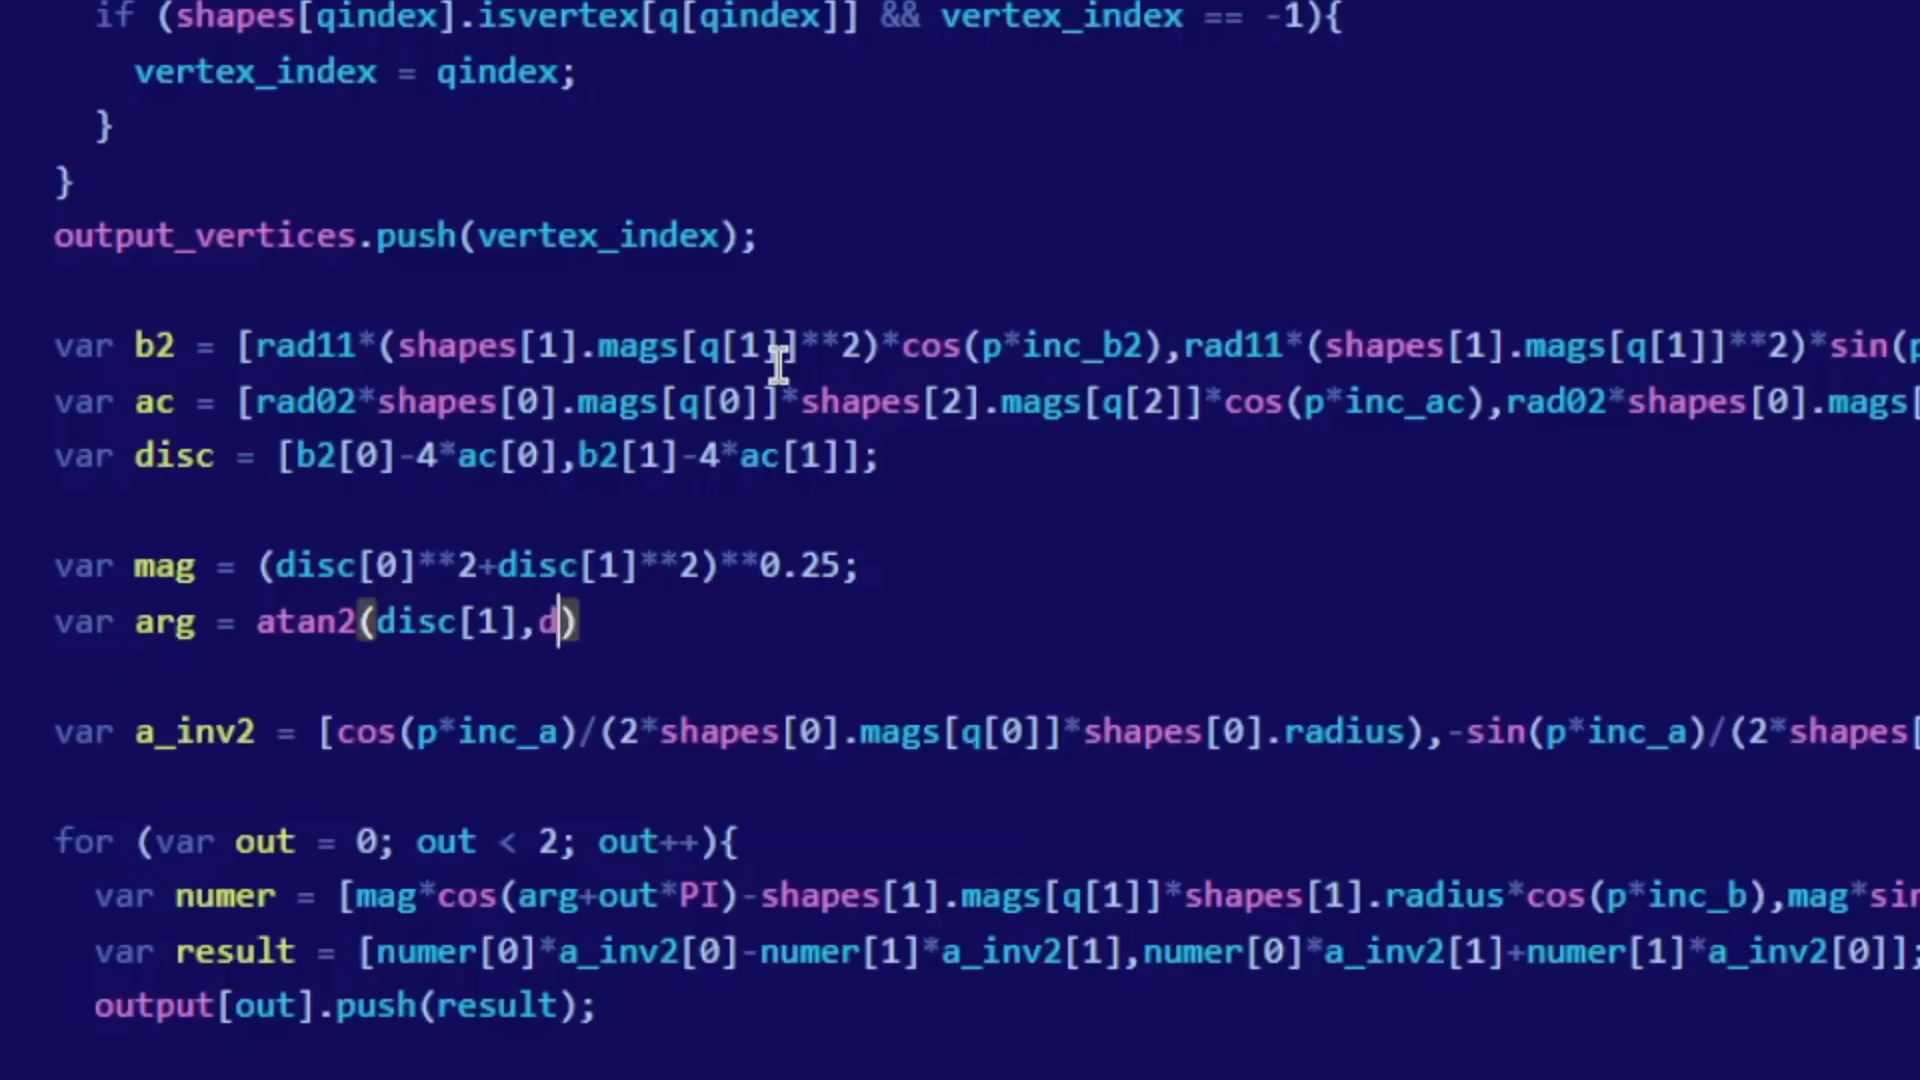 if (shapes[qindex].isvertex[q[qindex]] && vertex_index == -1){
vertex_index = qindex;
}
}
output_vertices.push(vertex_index);
var b2 = [rad11*(shapes[1].mags[q[1]]**2)*cos(p*inc_b2),rad11*(shapes[1].mags[q[1]]**2)*sin(p
var ac = [rad02*shapes[0].mags[q[0]]*shapes[2].mags[q[2]]*cos(p*inc_ac),rad02*shapes[0].mags[
var disc = [b2[0]-4*ac[0],b2[1]-4*ac[1]];
var mag = (disc[0]**2+disc[1]**2)**0.25;
var arg = atan2(disc[1],d)
var a_inv2 = [cos(p*inc_a)/(2*shapes[0].mags[q[0]]*shapes[0].radius),-sin(p*inc_a)/(2*shapes[
for (var out = 0; out < 2; out++){
var numer = [mag*cos(arg+out*PI)-shapes[1].mags[q[1]]*shapes[1].radius*cos(p*inc_b),mag*sin
var result = [numer[0]*a_inv2[0]-numer[1]*a_inv2[1],numer[0]*a_inv2[1]+numer[1]*a_inv2[0]];
output[out].push(result);